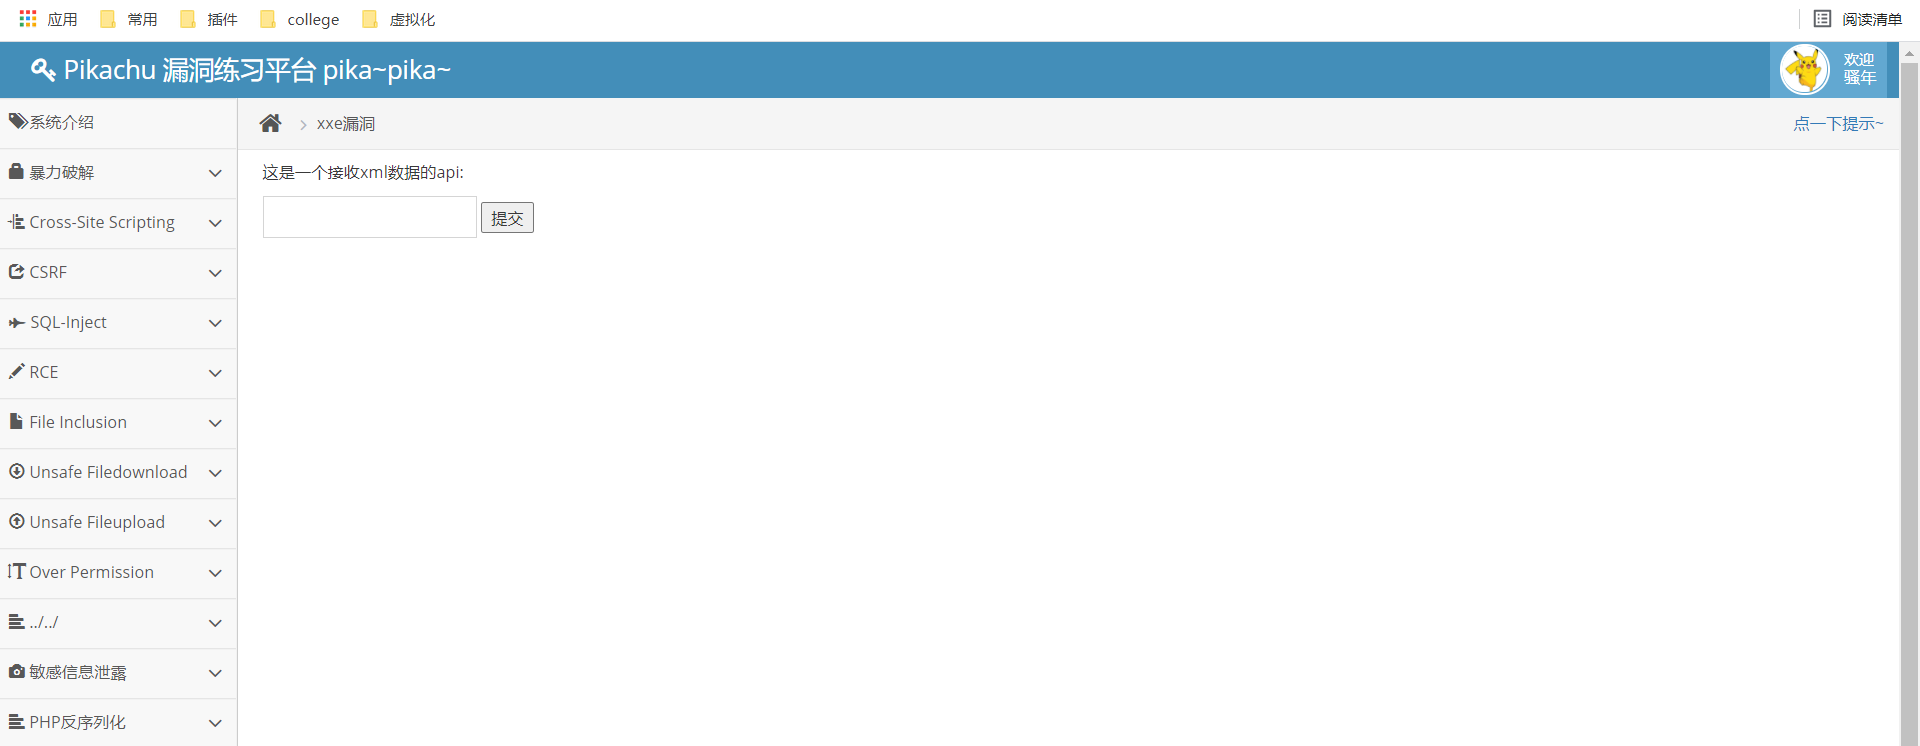 应用 常用 插件 college 虚拟化 阅读清单
Pikachu 漏洞练习平台 pika~pika~
欢迎
骚年
系统介绍
xxe漏洞
点一下提示~
暴力破解
这是一个接收xml数据的api:
提交
Cross-Site Scripting
CSRF
SQL-Inject
RCE
File Inclusion
Unsafe Filedownload
Unsafe Fileupload
Over Permission
../../
敏感信息泄露
PHP反序列化